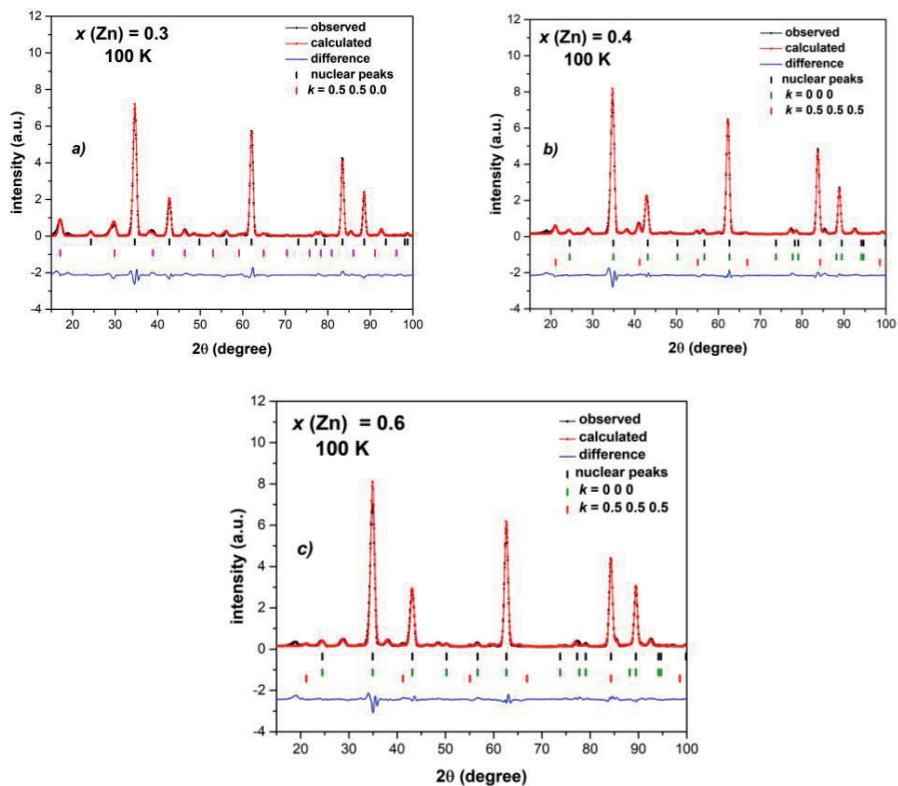 x (Zn) = 0.3
100 K
observed
calculated
difference
nuclear peaks
k = 0.5 0.5 0.0
a)
intensity (a.u.)
12
10
8
6
4
2
0
-2
-4
20 30 40 50 60 70 80 90 100
2θ (degree)
x (Zn) = 0.4
100 K
observed
calculated
difference
nuclear peaks
k = 0 0 0
k = 0.5 0.5 0.5
b)
intensity (a.u.)
12
10
8
6
4
2
0
-2
-4
20 30 40 50 60 70 80 90 100
2θ (degree)
x (Zn) = 0.6
100 K
observed
calculated
difference
nuclear peaks
k = 0 0 0
k = 0.5 0.5 0.5
c)
intensity (a.u.)
12
10
8
6
4
2
0
-2
-4
20 30 40 50 60 70 80 90 100
2θ (degree)